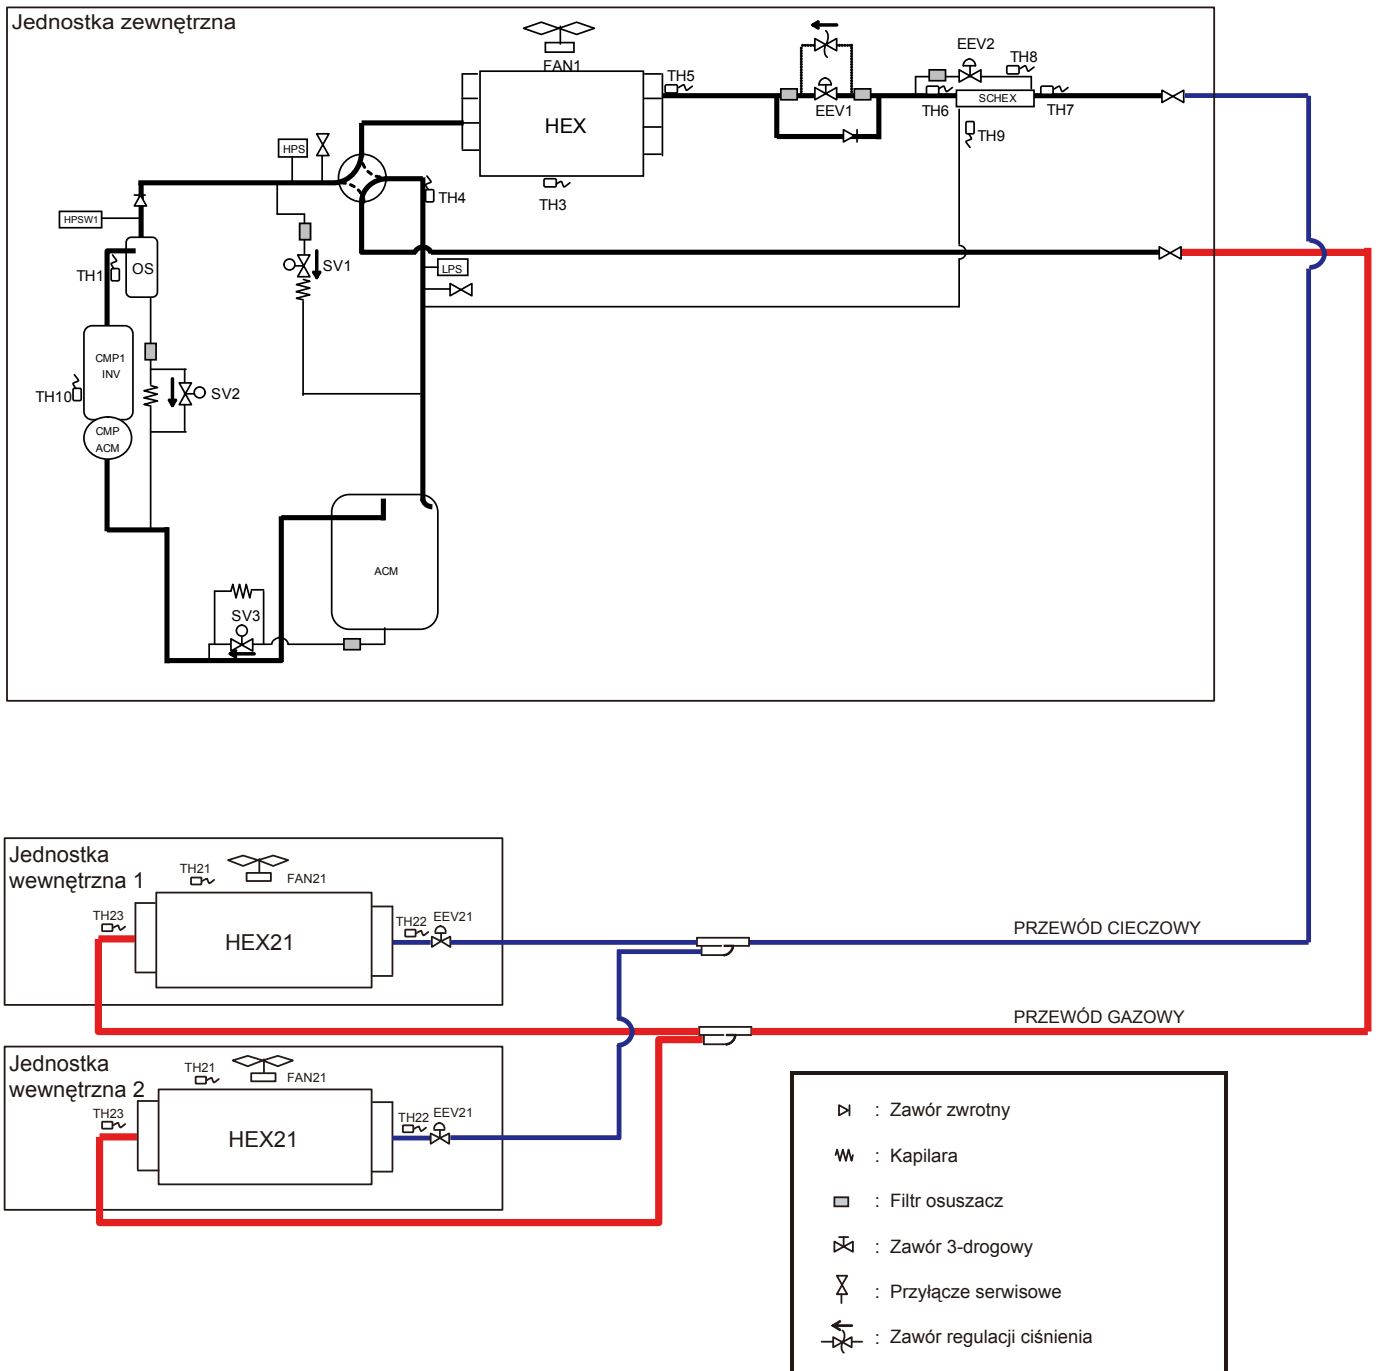 Jednostka zewnętrzna
FAN1
HEX
TH5
EEV1
EEV2
TH8
TH6
SCHEX
TH7
TH9
TH3
TH4
HPS
HPSW1
OS
TH1
SV1
LPS
CMP1
INV
TH10
SV2
CMP
ACM
ACM
SV3
Jednostka
wewnętrzna 1
TH21
FAN21
TH23
HEX21
TH22
EEV21
PRZEWÓD CIECZOWY
PRZEWÓD GAZOWY
Jednostka
wewnętrzna 2
TH21
FAN21
TH23
HEX21
TH22
EEV21
: Zawór zwrotny
: Kapilara
: Filtr osuszacz
: Zawór 3-drogowy
: Przyłącze serwisowe
: Zawór regulacji ciśnienia